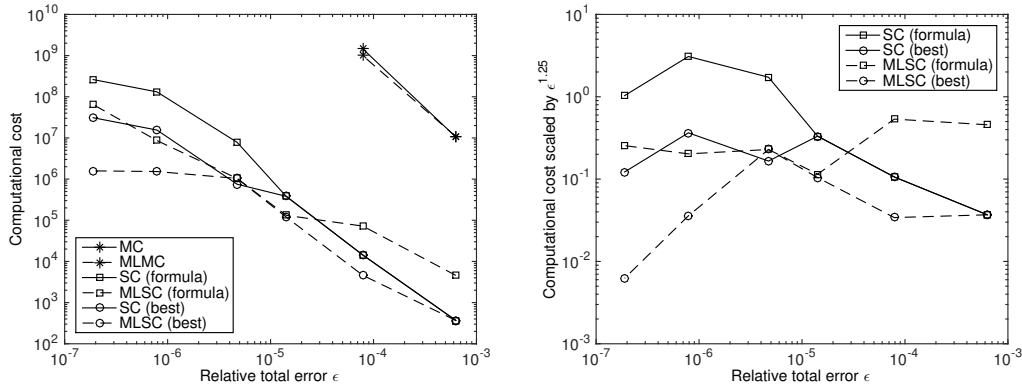 10^10
10^9
10^8
10^7
10^6
10^5
10^4
10^3
10^2
Computational cost
MC
MLMC
SC (formula)
MLSC (formula)
SC (best)
MLSC (best)
10^-7
10^-6
10^-5
10^-4
10^-3
Relative total error ϵ
10^1
10^0
10^-1
10^-2
10^-3
Computational cost scaled by ϵ^1.25
SC (formula)
SC (best)
MLSC (formula)
MLSC (best)
10^-7
10^-6
10^-5
10^-4
10^-3
Relative total error ϵ